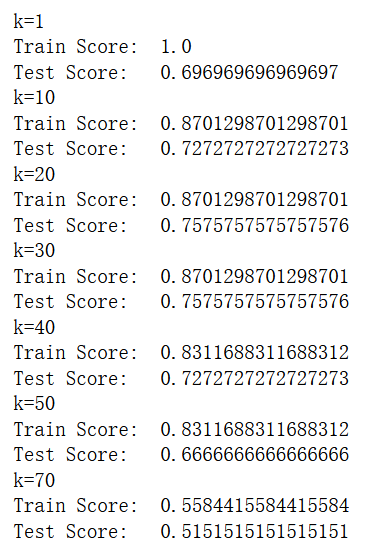 k=1
Train Score:  1.0
Test Score:   0.696969696969697
k=10
Train Score:  0.8701298701298701
Test Score:   0.7272727272727273
k=20
Train Score:  0.8701298701298701
Test Score:   0.7575757575757576
k=30
Train Score:  0.8701298701298701
Test Score:   0.7575757575757576
k=40
Train Score:  0.8311688311688312
Test Score:   0.7272727272727273
k=50
Train Score:  0.8311688311688312
Test Score:   0.6666666666666666
k=70
Train Score:  0.5584415584415584
Test Score:   0.5151515151515151